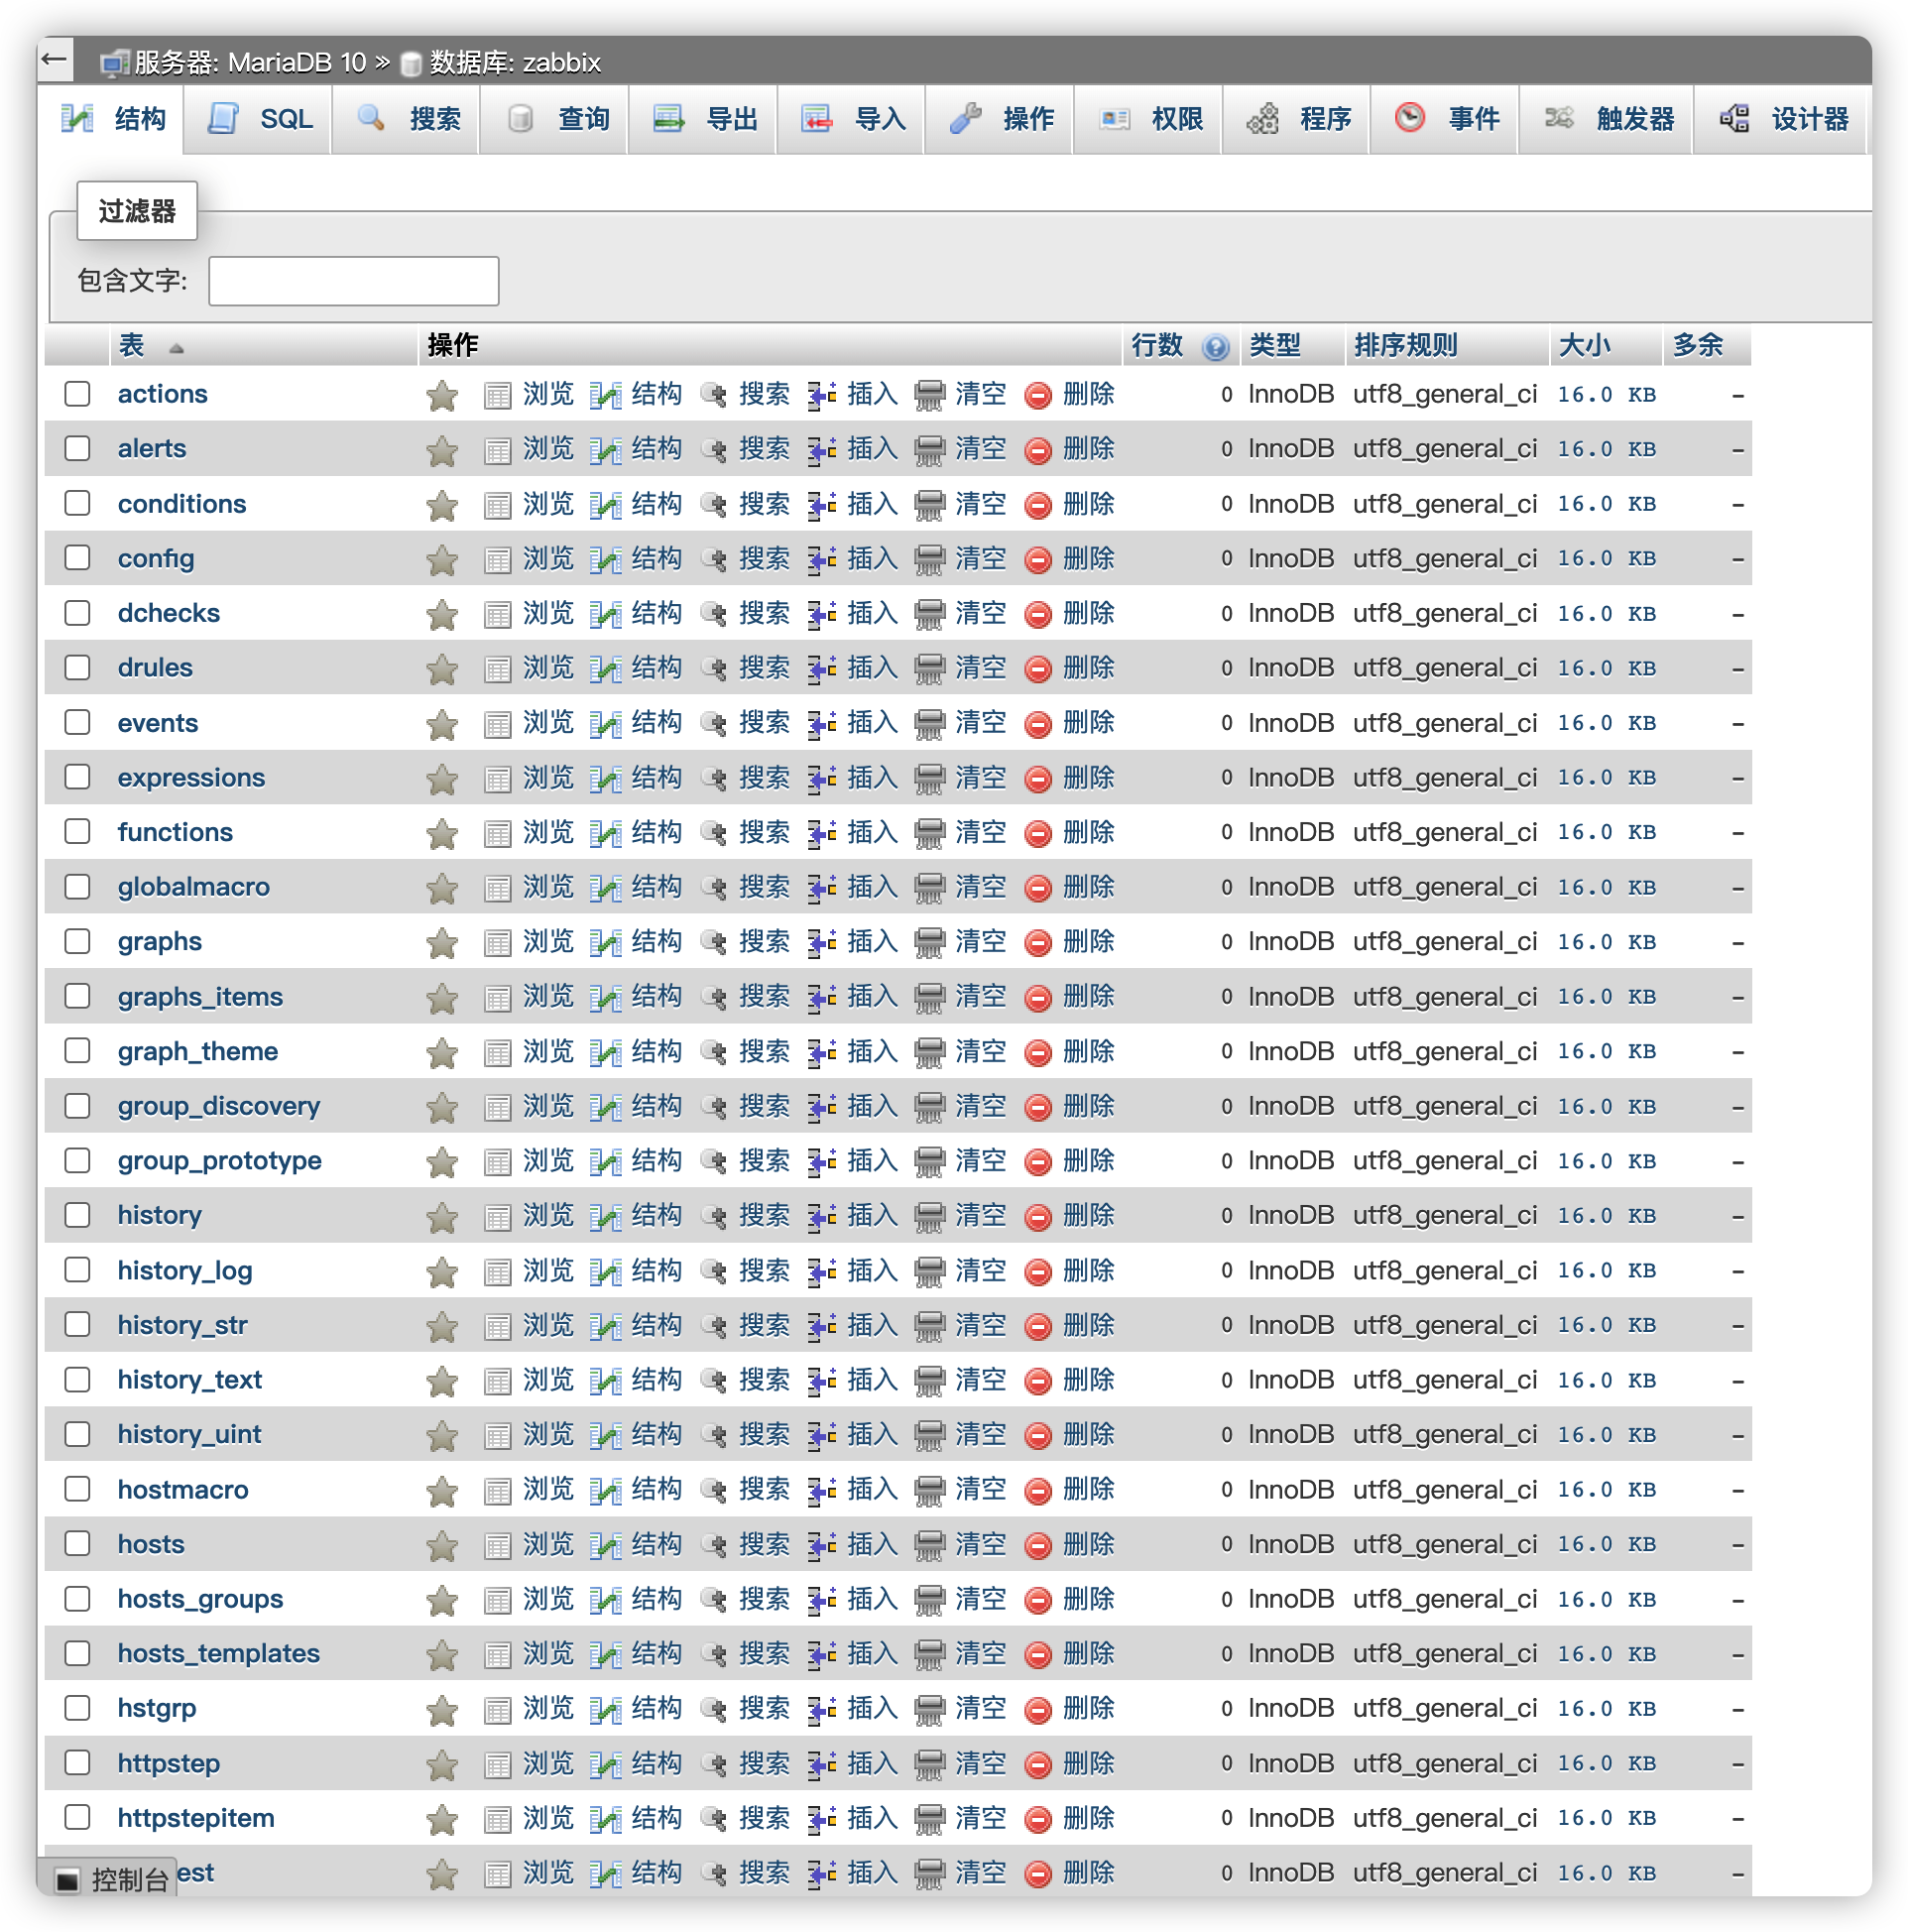 服务器: MariaDB 10 » 数据库: zabbix
结构 SQL 搜索 查询 导出 导入 操作 权限 程序 事件 触发器 设计器
过滤器
包含文字:
表 操作 行数 类型 排序规则 大小 多余
actions 浏览 结构 搜索 插入 清空 删除 0 InnoDB utf8_general_ci 16.0 KB -
alerts 浏览 结构 搜索 插入 清空 删除 0 InnoDB utf8_general_ci 16.0 KB -
conditions 浏览 结构 搜索 插入 清空 删除 0 InnoDB utf8_general_ci 16.0 KB -
config 浏览 结构 搜索 插入 清空 删除 0 InnoDB utf8_general_ci 16.0 KB -
dchecks 浏览 结构 搜索 插入 清空 删除 0 InnoDB utf8_general_ci 16.0 KB -
drules 浏览 结构 搜索 插入 清空 删除 0 InnoDB utf8_general_ci 16.0 KB -
events 浏览 结构 搜索 插入 清空 删除 0 InnoDB utf8_general_ci 16.0 KB -
expressions 浏览 结构 搜索 插入 清空 删除 0 InnoDB utf8_general_ci 16.0 KB -
functions 浏览 结构 搜索 插入 清空 删除 0 InnoDB utf8_general_ci 16.0 KB -
globalmacro 浏览 结构 搜索 插入 清空 删除 0 InnoDB utf8_general_ci 16.0 KB -
graphs 浏览 结构 搜索 插入 清空 删除 0 InnoDB utf8_general_ci 16.0 KB -
graphs_items 浏览 结构 搜索 插入 清空 删除 0 InnoDB utf8_general_ci 16.0 KB -
graph_theme 浏览 结构 搜索 插入 清空 删除 0 InnoDB utf8_general_ci 16.0 KB -
group_discovery 浏览 结构 搜索 插入 清空 删除 0 InnoDB utf8_general_ci 16.0 KB -
group_prototype 浏览 结构 搜索 插入 清空 删除 0 InnoDB utf8_general_ci 16.0 KB -
history 浏览 结构 搜索 插入 清空 删除 0 InnoDB utf8_general_ci 16.0 KB -
history_log 浏览 结构 搜索 插入 清空 删除 0 InnoDB utf8_general_ci 16.0 KB -
history_str 浏览 结构 搜索 插入 清空 删除 0 InnoDB utf8_general_ci 16.0 KB -
history_text 浏览 结构 搜索 插入 清空 删除 0 InnoDB utf8_general_ci 16.0 KB -
history_uint 浏览 结构 搜索 插入 清空 删除 0 InnoDB utf8_general_ci 16.0 KB -
hostmacro 浏览 结构 搜索 插入 清空 删除 0 InnoDB utf8_general_ci 16.0 KB -
hosts 浏览 结构 搜索 插入 清空 删除 0 InnoDB utf8_general_ci 16.0 KB -
hosts_groups 浏览 结构 搜索 插入 清空 删除 0 InnoDB utf8_general_ci 16.0 KB -
hosts_templates 浏览 结构 搜索 插入 清空 删除 0 InnoDB utf8_general_ci 16.0 KB -
hstgrp 浏览 结构 搜索 插入 清空 删除 0 InnoDB utf8_general_ci 16.0 KB -
httpstep 浏览 结构 搜索 插入 清空 删除 0 InnoDB utf8_general_ci 16.0 KB -
httpstepitem 浏览 结构 搜索 插入 清空 删除 0 InnoDB utf8_general_ci 16.0 KB -
控制台 est 浏览 结构 搜索 插入 清空 删除 0 InnoDB utf8_general_ci 16.0 KB -